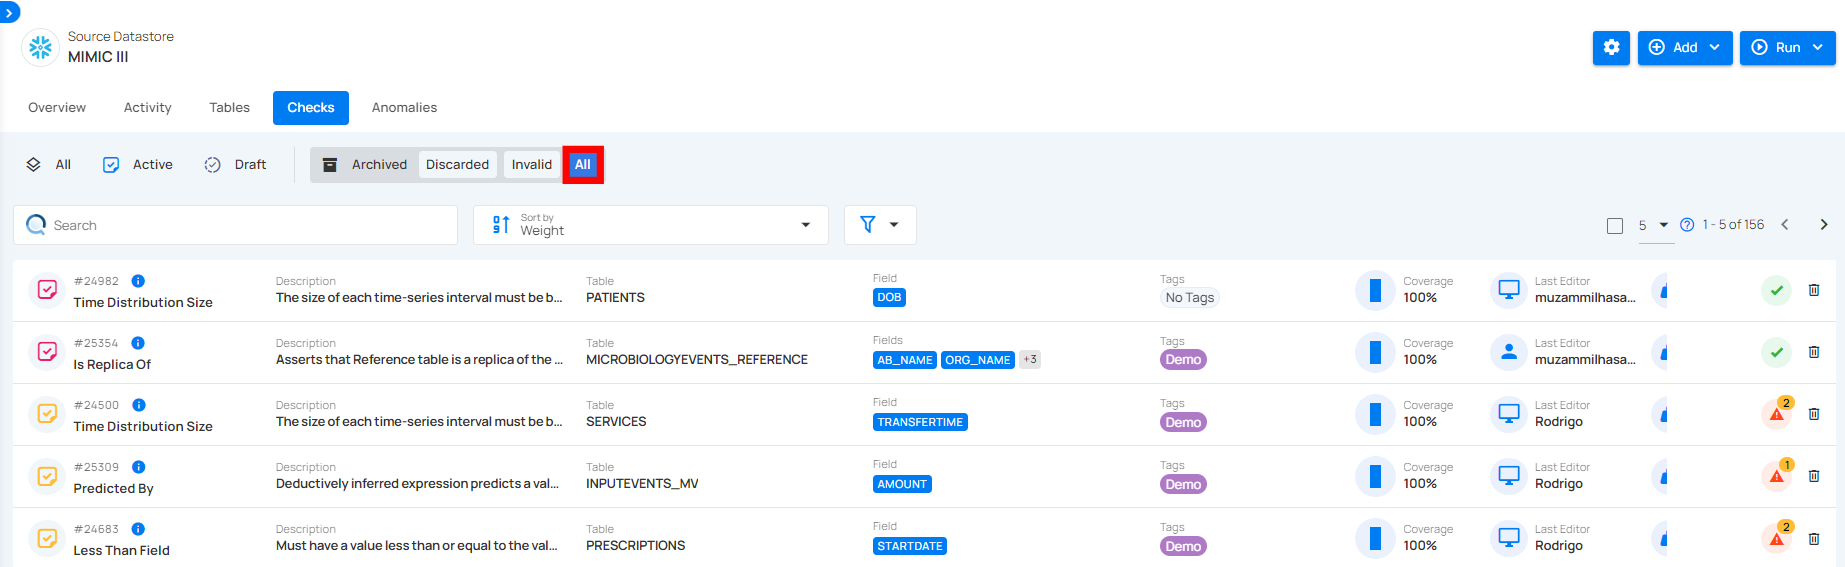 Source Datastore
MIMIC III
Add
Run
Overview Activity Tables Checks Anomalies
All Active Draft Archived Discarded Invalid All
Search
Sort by
Weight
5 1 - 5 of 156
#24982 Description Table Field Tags Coverage Last Editor
Time Distribution Size The size of each time-series interval must be b... PATIENTS DOB No Tags 100% muzammilhasa...
#25354 Description Table Fields Tags Coverage Last Editor
Is Replica Of Asserts that Reference table is a replica of the ... MICROBIOLOGYEVENTS_REFERENCE AB_NAME ORG_NAME +3 Demo 100% muzammilhasa...
#24500 Description Table Field Tags Coverage Last Editor 2
Time Distribution Size The size of each time-series interval must be b... SERVICES TRANSFERTIME Demo 100% Rodrigo
#25309 Description Table Field Tags Coverage Last Editor 1
Predicted By Deductively inferred expression predicts a val... INPUTEVENTS_MV AMOUNT Demo 100% Rodrigo
#24683 Description Table Field Tags Coverage Last Editor 2
Less Than Field Must have a value less than or equal to the val... PRESCRIPTIONS STARTDATE Demo 100% Rodrigo